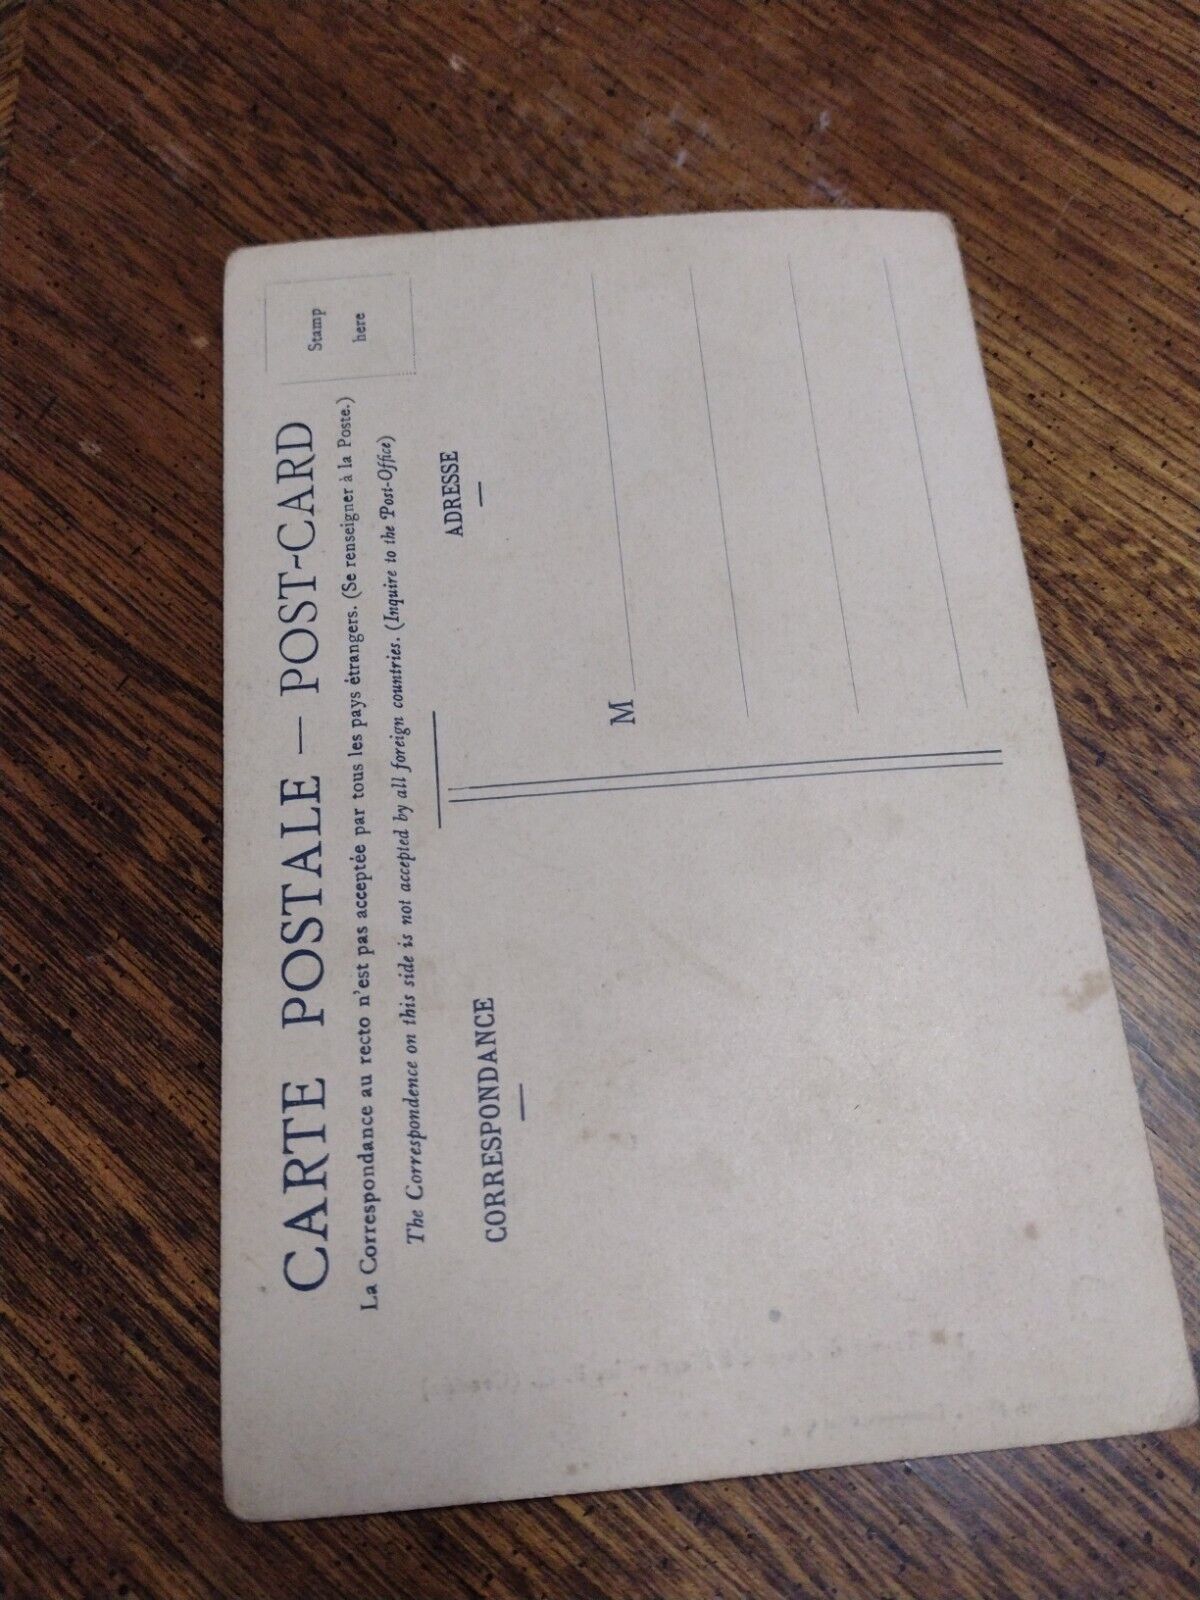 CARTE POSTALE — POST-CARD
Stamp
here
La Correspondance au recto n'est pas acceptée par tous les pays étrangers. (Se renseigner à la Poste.)
The Correspondence on this side is not accepted by all foreign countries. (Inquire to the Post-Office)
CORRESPONDANCE
ADRESSE
M